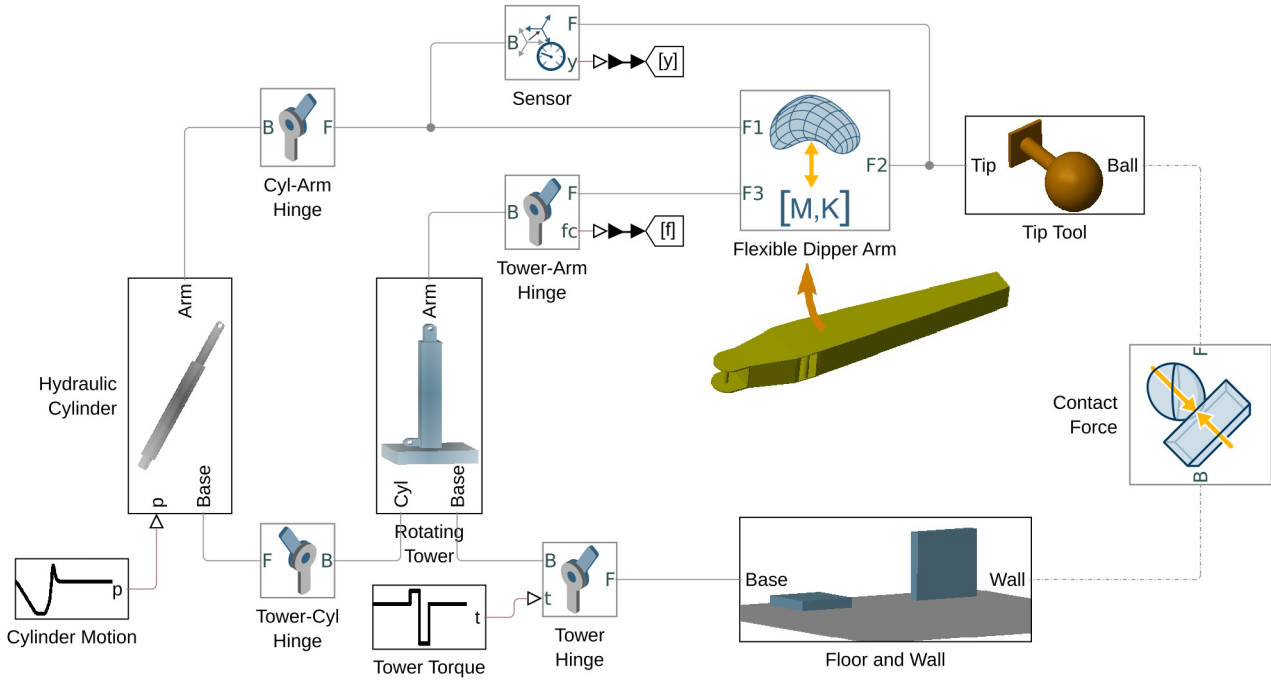 F
B
y
[y]
Sensor
B
F
Cyl-Arm
Hinge
F1
F2
F3
[M,K]
Flexible Dipper Arm
Tip
Ball
Tip Tool
F
B
fc
[f]
Tower-Arm
Hinge
Arm
Hydraulic
Cylinder
p
Base
Arm
Cyl
Base
Rotating
Tower
F
B
Contact
Force
p
Cylinder Motion
F
B
Tower-Cyl
Hinge
t
Tower Torque
B
F
t
Tower
Hinge
Base
Wall
Floor and Wall